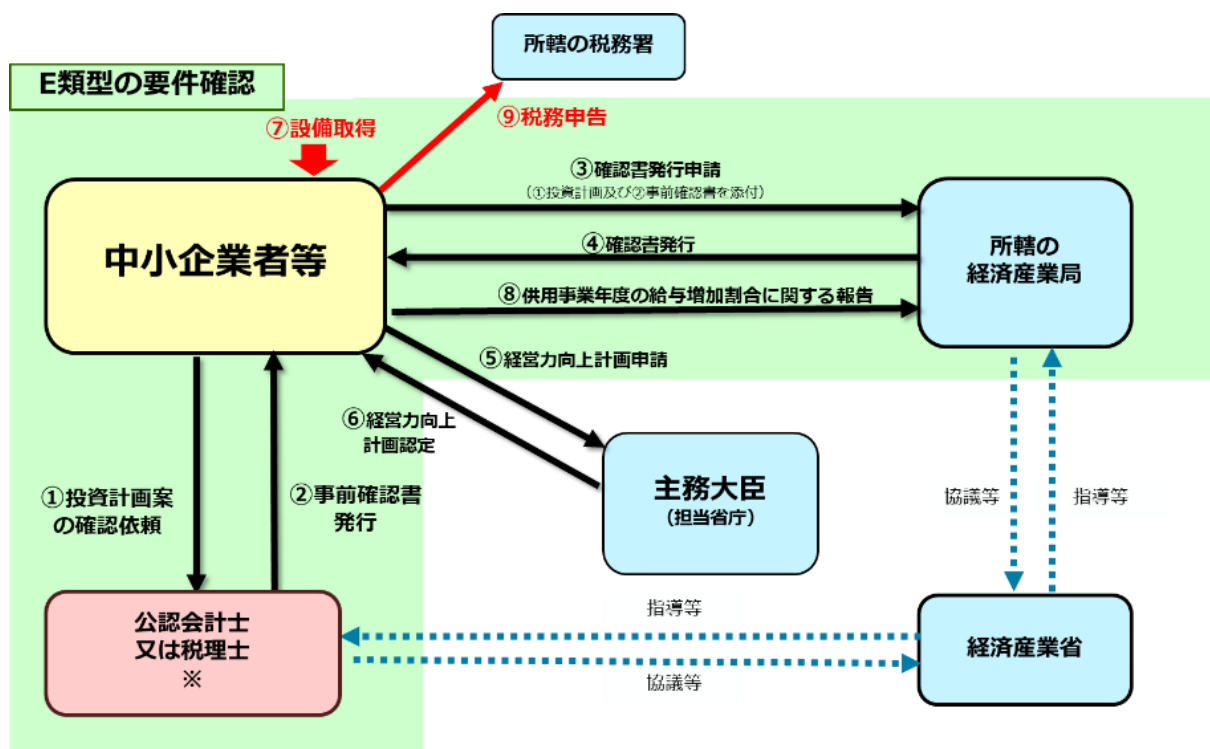 所轄の税務署
E類型の要件確認
⑦設備取得
⑨税務申告
③確認書発行申請
（①投資計画及び②事前確認書を添付）
中小企業者等
④確認書発行
所轄の
経済産業局
⑧供用事業年度の給与増加割合に関する報告
⑤経営力向上計画申請
⑥経営力向上
計画認定
主務大臣
（担当省庁）
①投資計画案
の確認依頼
②事前確認書
発行
協議等
指導等
公認会計士
又は税理士
※
指導等
協議等
経済産業省